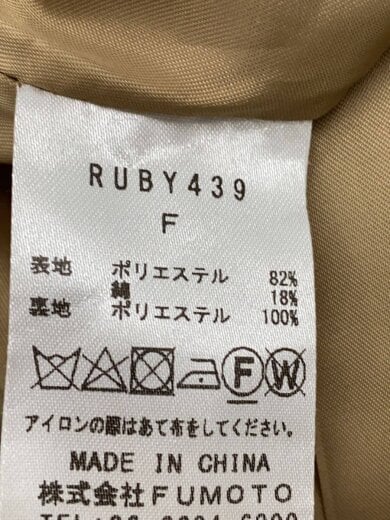 RUBY439
F
表地 ポリエステル 82%
綿 18%
裏地 ポリエステル 100%
F W
アイロンの際はあて布をしてください。
MADE IN CHINA
株式会社FUMOTO